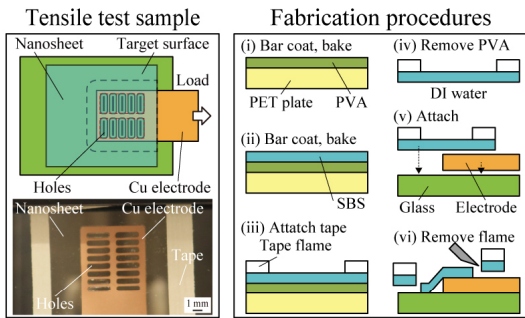 Tensile test sample
Nanosheet
Target surface
Load
Holes
Cu electrode
Nanosheet
Cu electrode
Tape
Holes
1 mm
Fabrication procedures
(i) Bar coat, bake
PET plate
PVA
(ii) Bar coat, bake
SBS
(iii) Attatch tape
Tape flame
(iv) Remove PVA
DI water
(v) Attach
Glass
Electrode
(vi) Remove flame